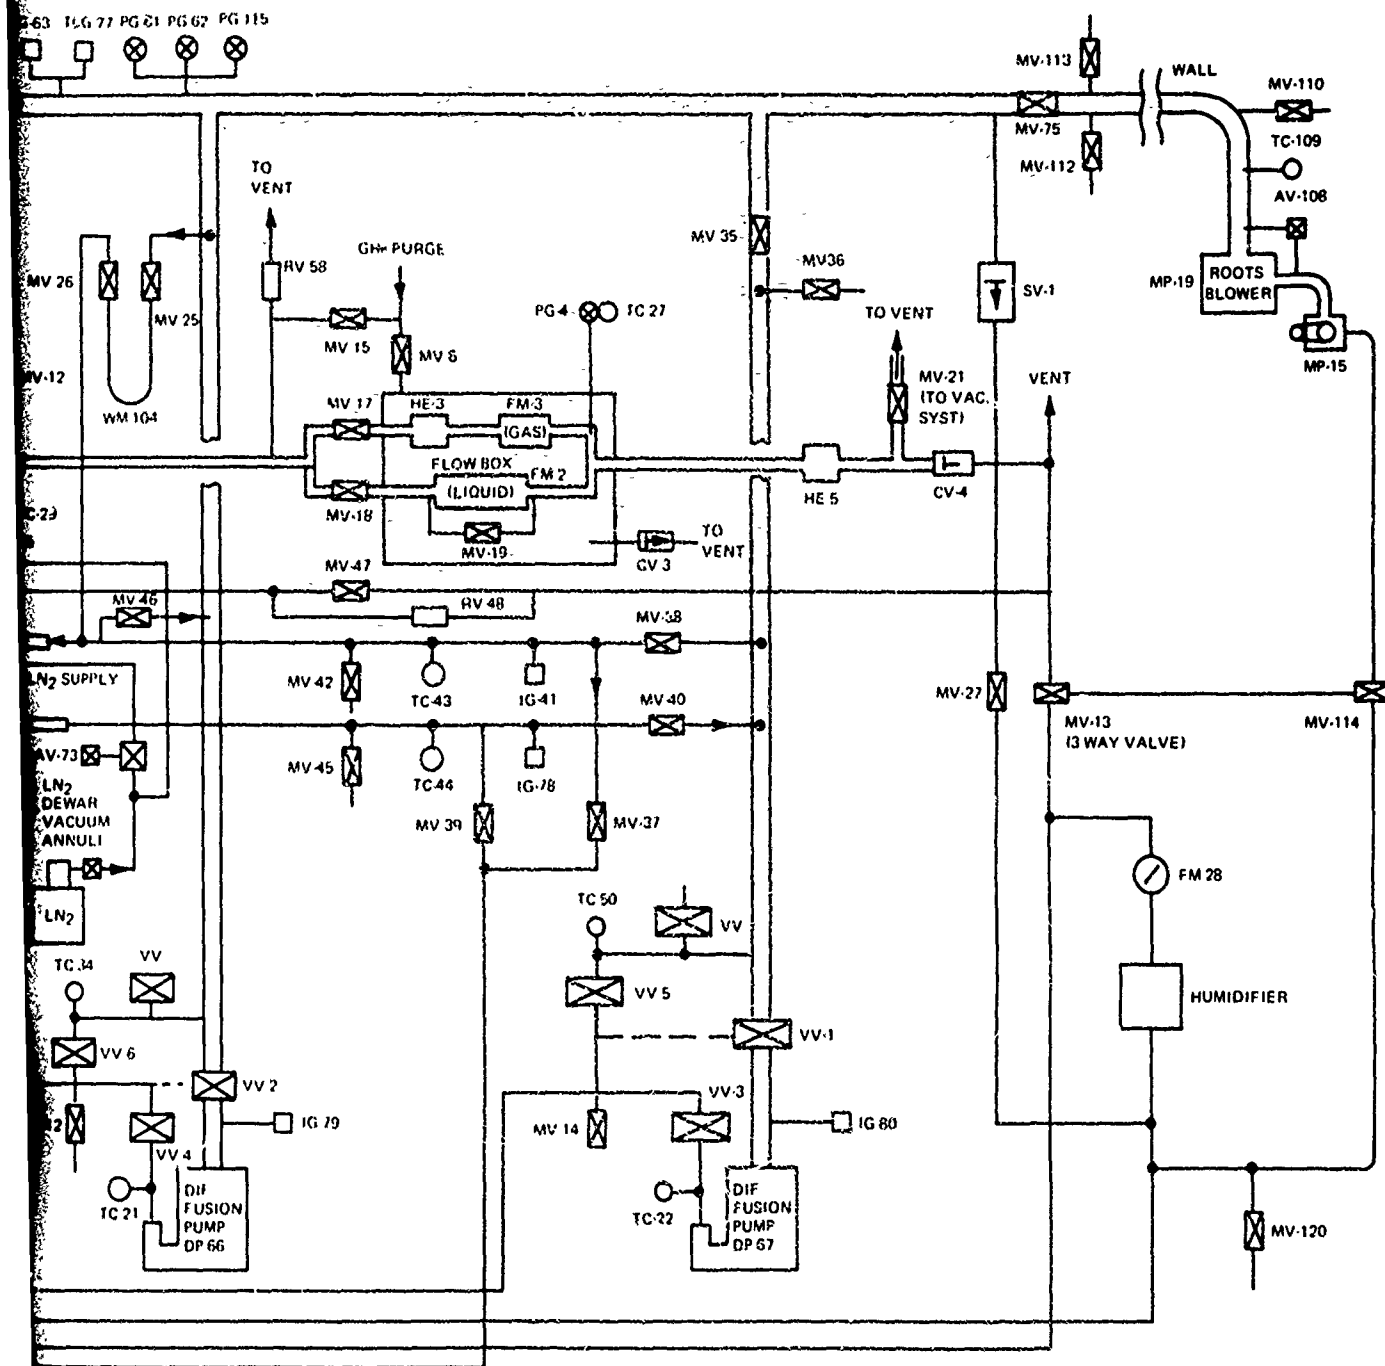 TCG 77 PG 61 PG 62 PG 115
WALL
MV-113
MV-110
MV-75
MV-112
TC-109
AV-108
TO
VENT
GHe PURGE
RV 58
MV 35
MV36
MV 26
MV 25
MV 15
MV 6
PG 4
TC 27
SV-1
MP-19
ROOTS
BLOWER
MP-15
TO VENT
MV-21
(TO VAC.
SYST)
VENT
WM 104
MV-17
HE-3
FM-3
(GAS)
FLOW BOX
FM 2
(LIQUID)
MV-18
MV-19
HE 5
CV-4
TO
VENT
CV 3
MV-47
MV-46
RV 48
MV-38
LN2 SUPPLY
MV-42
TC-43
IG-41
MV-40
MV-27
MV-13
(3 WAY VALVE)
MV-114
AV-73
MV-45
TC-44
IG-78
LN2
DEWAR
VACUUM
ANNULI
MV 39
MV-37
FM 28
LN2
TC 50
VV
TC 34
VV
VV 5
HUMIDIFIER
VV 6
VV-1
VV 2
VV-3
IG 79
MV 14
IG 80
VV 4
TC 21
DIF
FUSION
PUMP
DP 66
TC-22
DIF
FUSION
PUMP
DP 67
MV-120